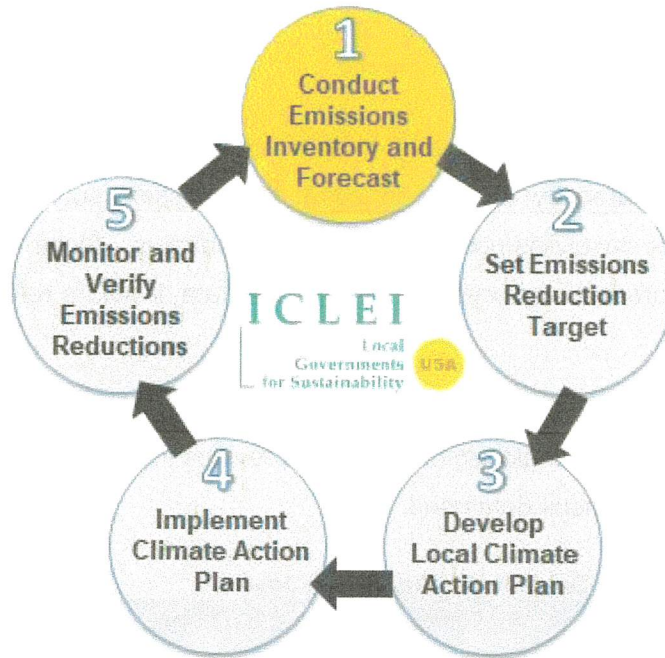 1
Conduct
Emissions
Inventory and
Forecast
2
Set Emissions
Reduction
Target
3
Develop
Local Climate
Action Plan
4
Implement
Climate Action
Plan
5
Monitor and
Verify
Emissions
Reductions
ICLEI
Local
Governments
for Sustainability
USA